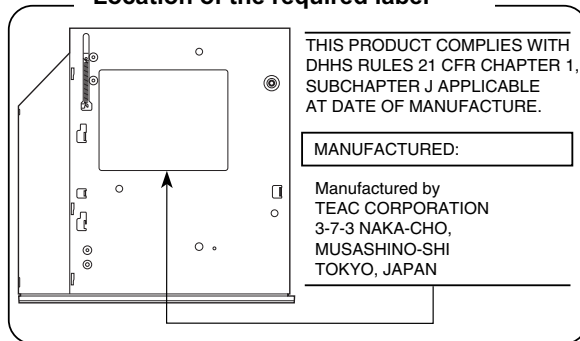 Location of the required label
THIS PRODUCT COMPLIES WITH
DHHS RULES 21 CFR CHAPTER 1,
SUBCHAPTER J APPLICABLE
AT DATE OF MANUFACTURE.
MANUFACTURED:
Manufactured by
TEAC CORPORATION
3-7-3 NAKA-CHO,
MUSASHINO-SHI
TOKYO, JAPAN